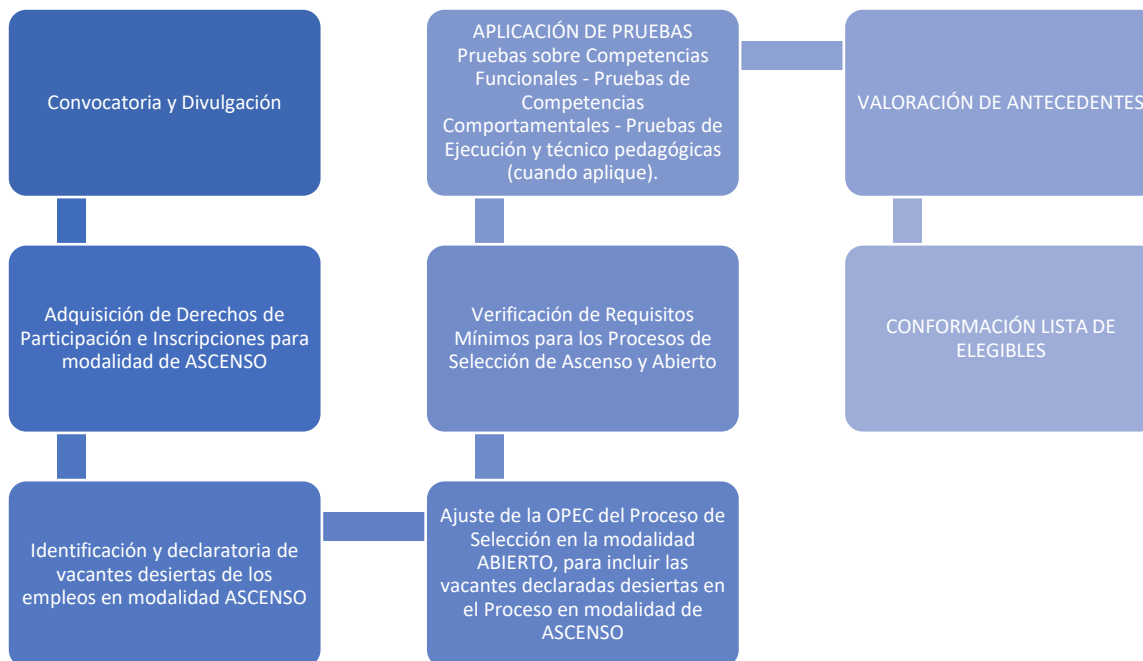 Convocatoria y Divulgación
Adquisición de Derechos de
Participación e Inscripciones para
modalidad de ASCENSO
Identificación y declaratoria de
vacantes desiertas de los
empleos en modalidad ASCENSO
Ajuste de la OPEC del Proceso de
Selección en la modalidad
ABIERTO, para incluir las
vacantes declaradas desiertas en
el Proceso en modalidad de
ASCENSO
Verificación de Requisitos
Mínimos para los Procesos de
Selección de Ascenso y Abierto
APLICACIÓN DE PRUEBAS
Pruebas sobre Competencias
Funcionales - Pruebas de
Competencias
Comportamentales - Pruebas de
Ejecución y técnico pedagógicas
(cuando aplique).
VALORACIÓN DE ANTECEDENTES
CONFORMACIÓN LISTA DE
ELEGIBLES